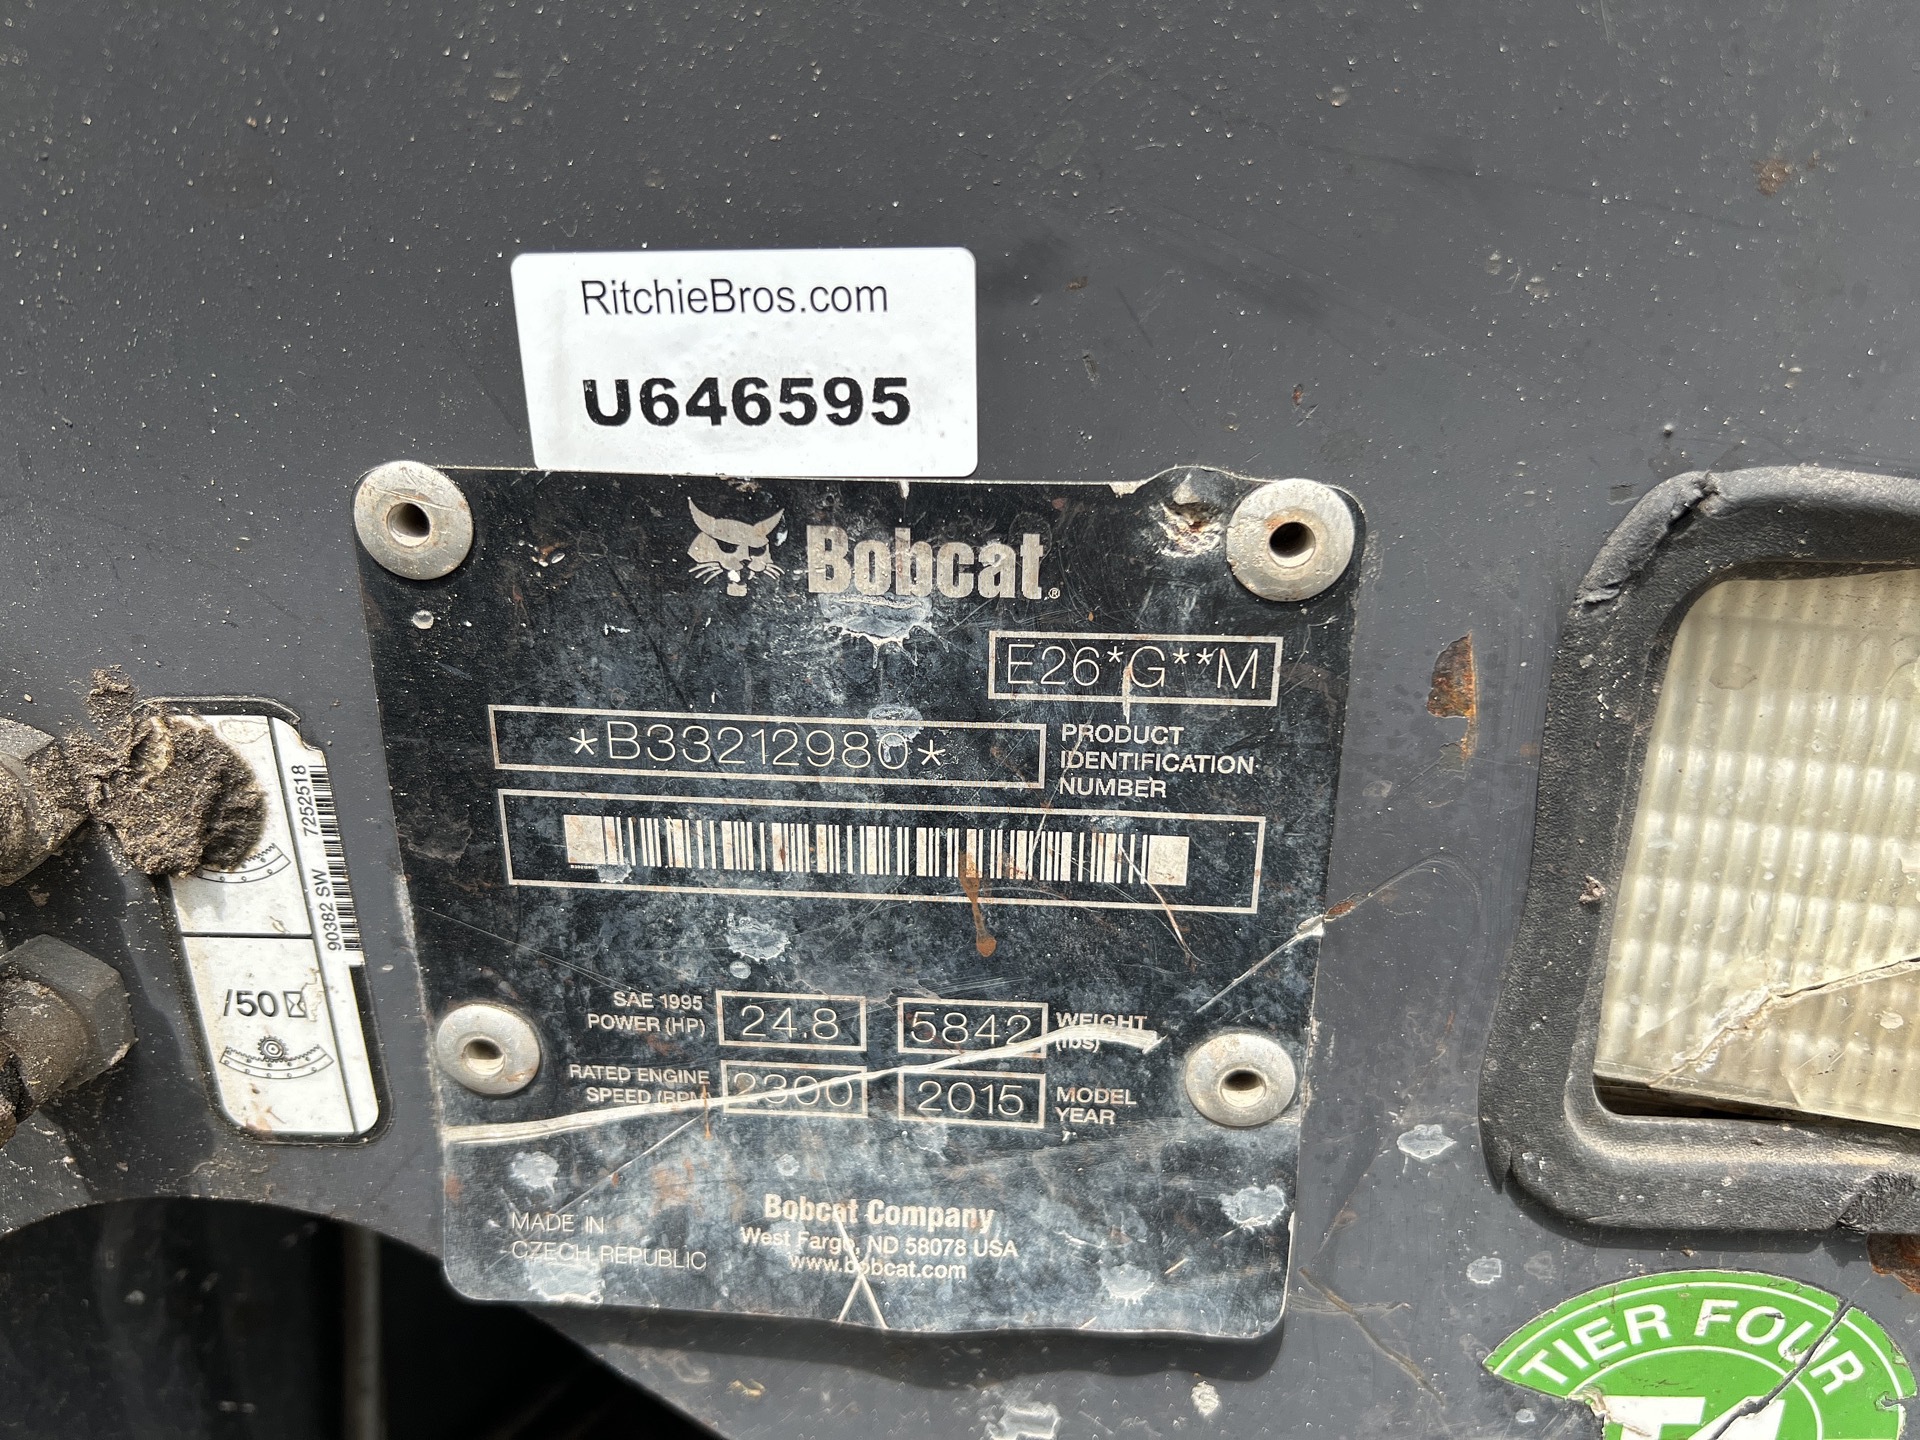 RitchieBros.com
U646595
Bobcat®
E26*G**M
*B33212980*
PRODUCT
IDENTIFICATION
NUMBER
SAE 1995
POWER (HP)
24.8
5842
WEIGHT
(lbs)
RATED ENGINE
SPEED (RPM)
2300
2015
MODEL
YEAR
MADE IN
CZECH REPUBLIC
Bobcat Company
West Fargo, ND 58078 USA
www.bobcat.com
90382 SW 7252518
/50
TIER FOUR